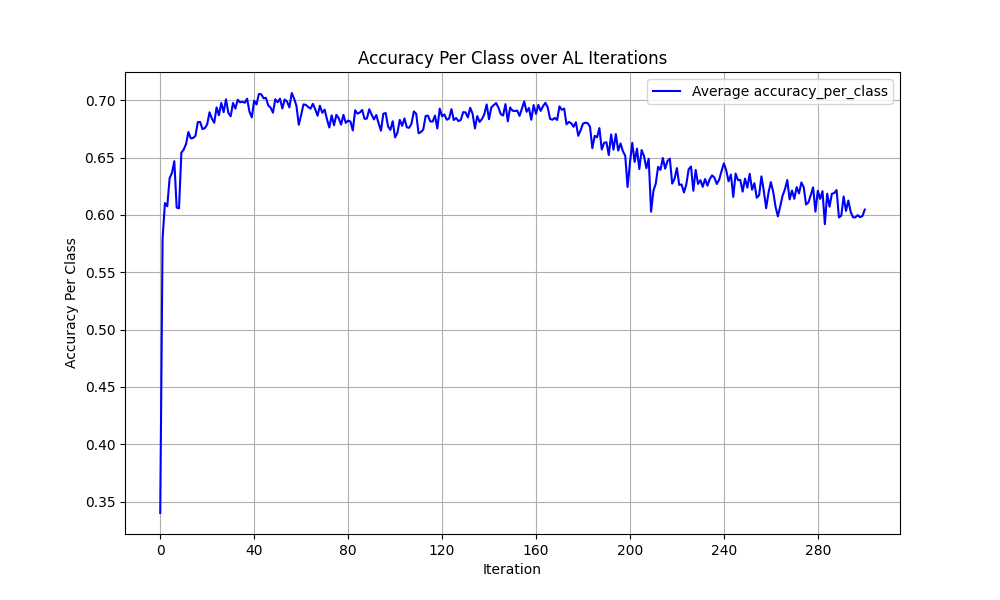 Accuracy Per Class over AL Iterations
Average accuracy_per_class
Accuracy Per Class
0.70
0.65
0.60
0.55
0.50
0.45
0.40
0.35
0 40 80 120 160 200 240 280
Iteration